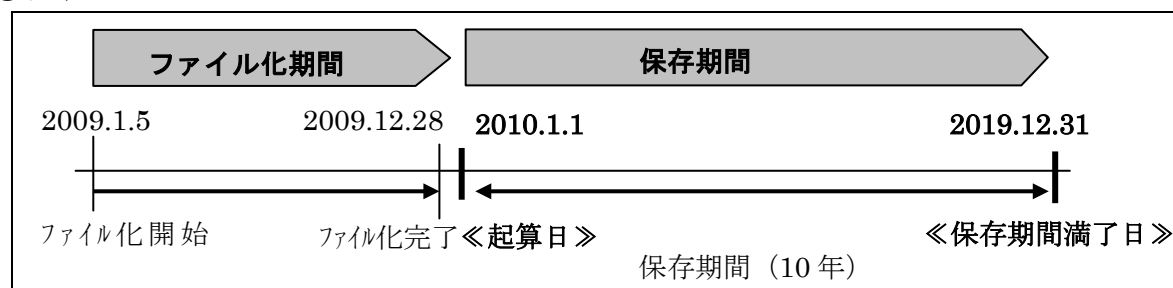 ファイル化期間 保存期間
2009.1.5 2009.12.28 2010.1.1 2019.12.31
ファイル化開始 ファイル化完了 ≪起算日≫ ≪保存期間満了日≫
保存期間（10 年）